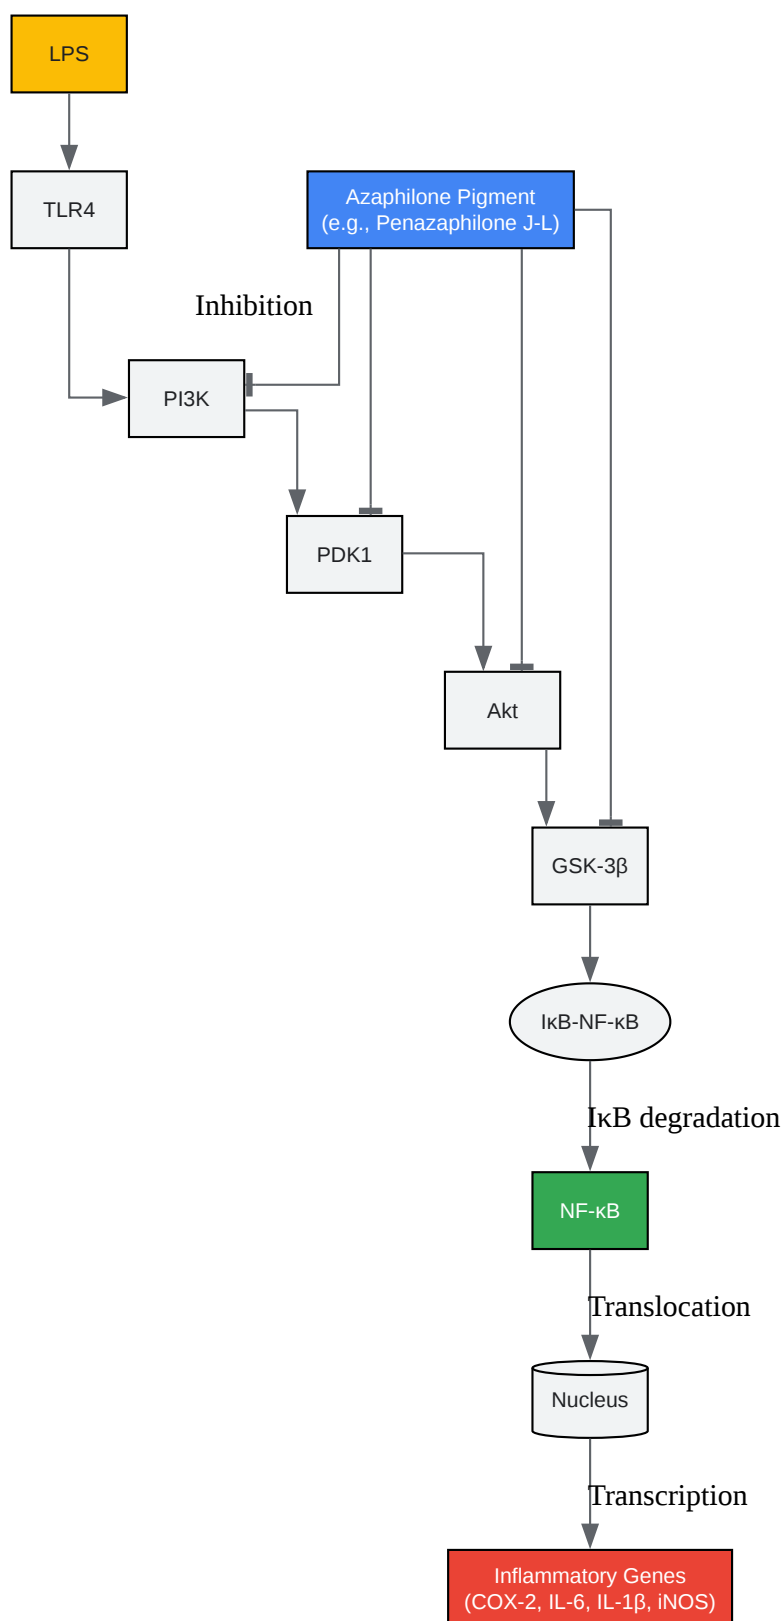 LPS
TLR4
Azaphilone Pigment
(e.g., Penazaphilone J-L)
Inhibition
PI3K
PDK1
Akt
GSK-3β
IκB-NF-κB
IκB degradation
NF-κB
Translocation
Nucleus
Transcription
Inflammatory Genes
(COX-2, IL-6, IL-1β, iNOS)